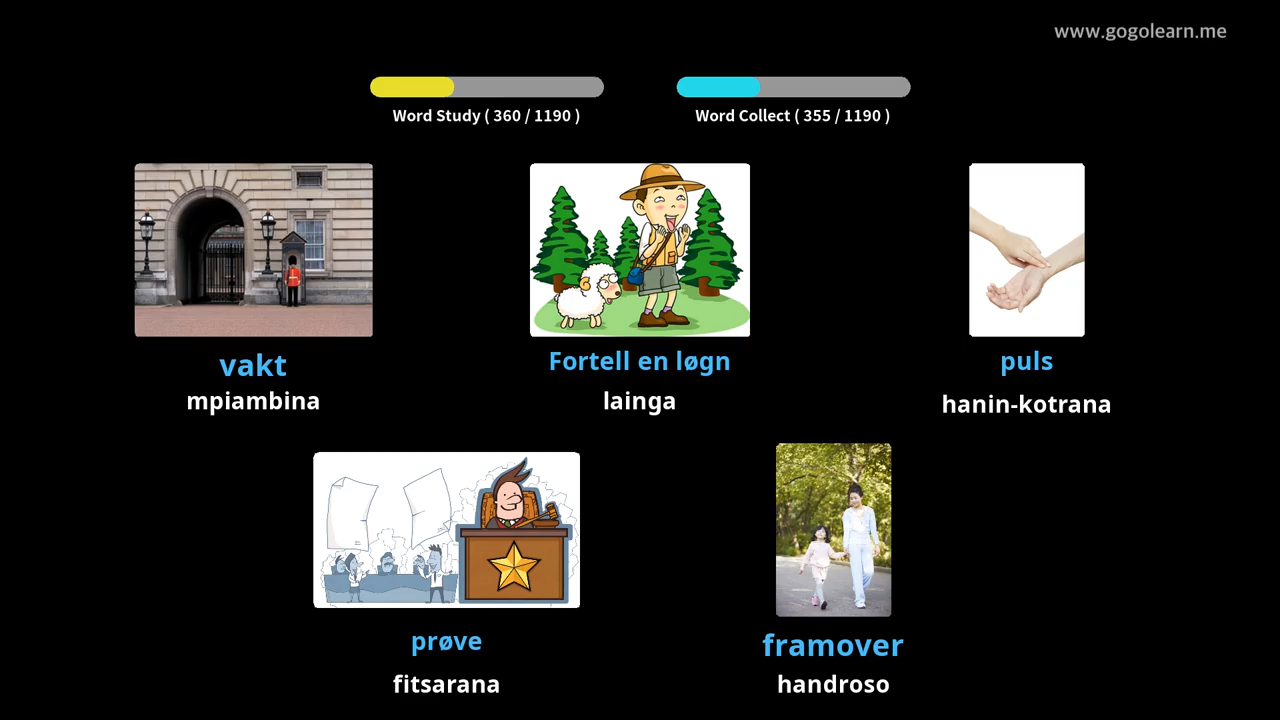 www.gogolearn.me
Word Study ( 360 / 1190 )
Word Collect ( 355 / 1190 )
vakt
mpiambina
Fortell en løgn
lainga
puls
hanin-kotrana
prøve
fitsarana
framover
handroso